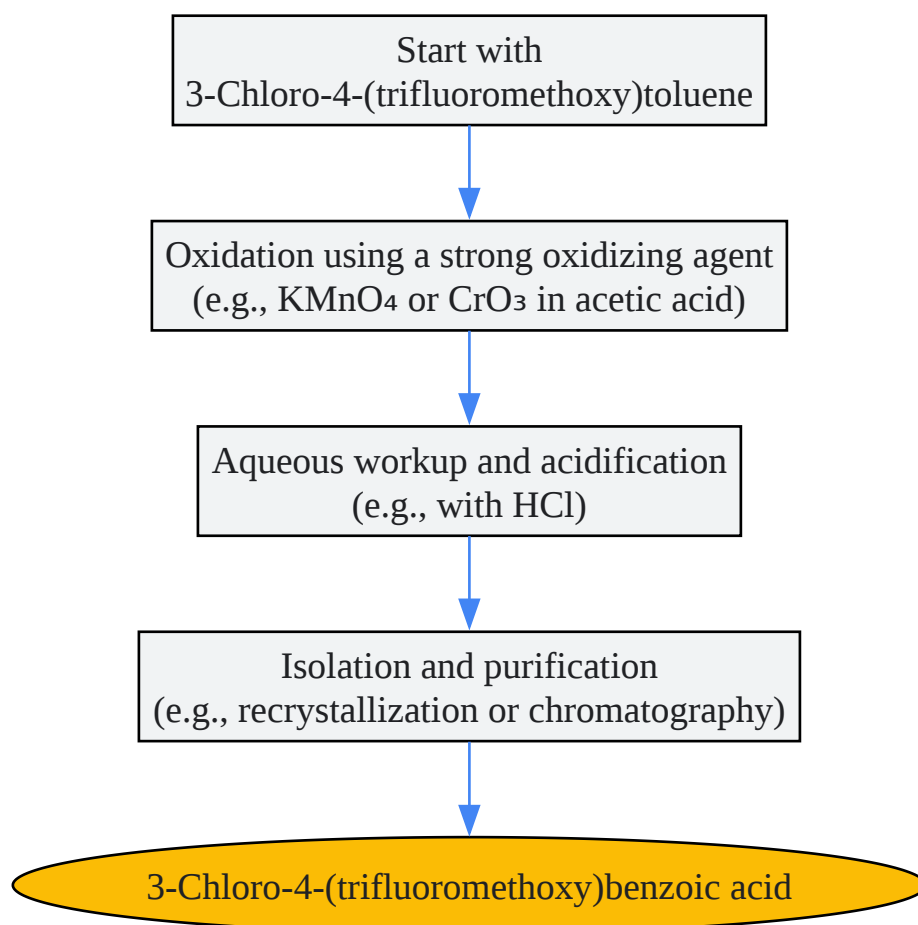 Start with
3-Chloro-4-(trifluoromethoxy)toluene
Oxidation using a strong oxidizing agent
(e.g., KMnO₄ or CrO₃ in acetic acid)
Aqueous workup and acidification
(e.g., with HCl)
Isolation and purification
(e.g., recrystallization or chromatography)
3-Chloro-4-(trifluoromethoxy)benzoic acid